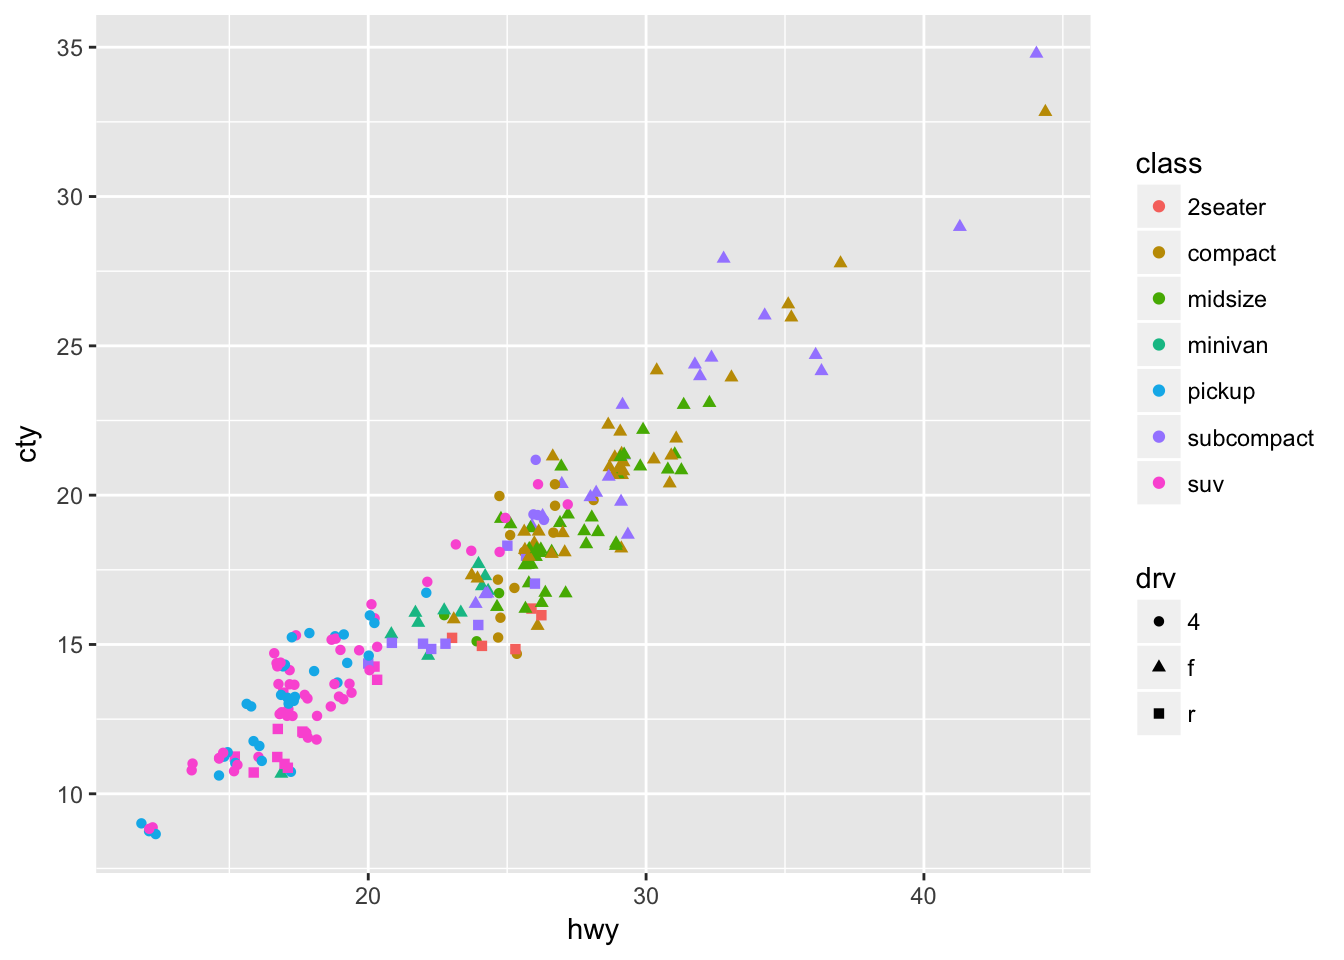 35
30
25
20
15
10
cty
20
30
40
hwy
class
2seater
compact
midsize
minivan
pickup
subcompact
suv
drv
4
f
r